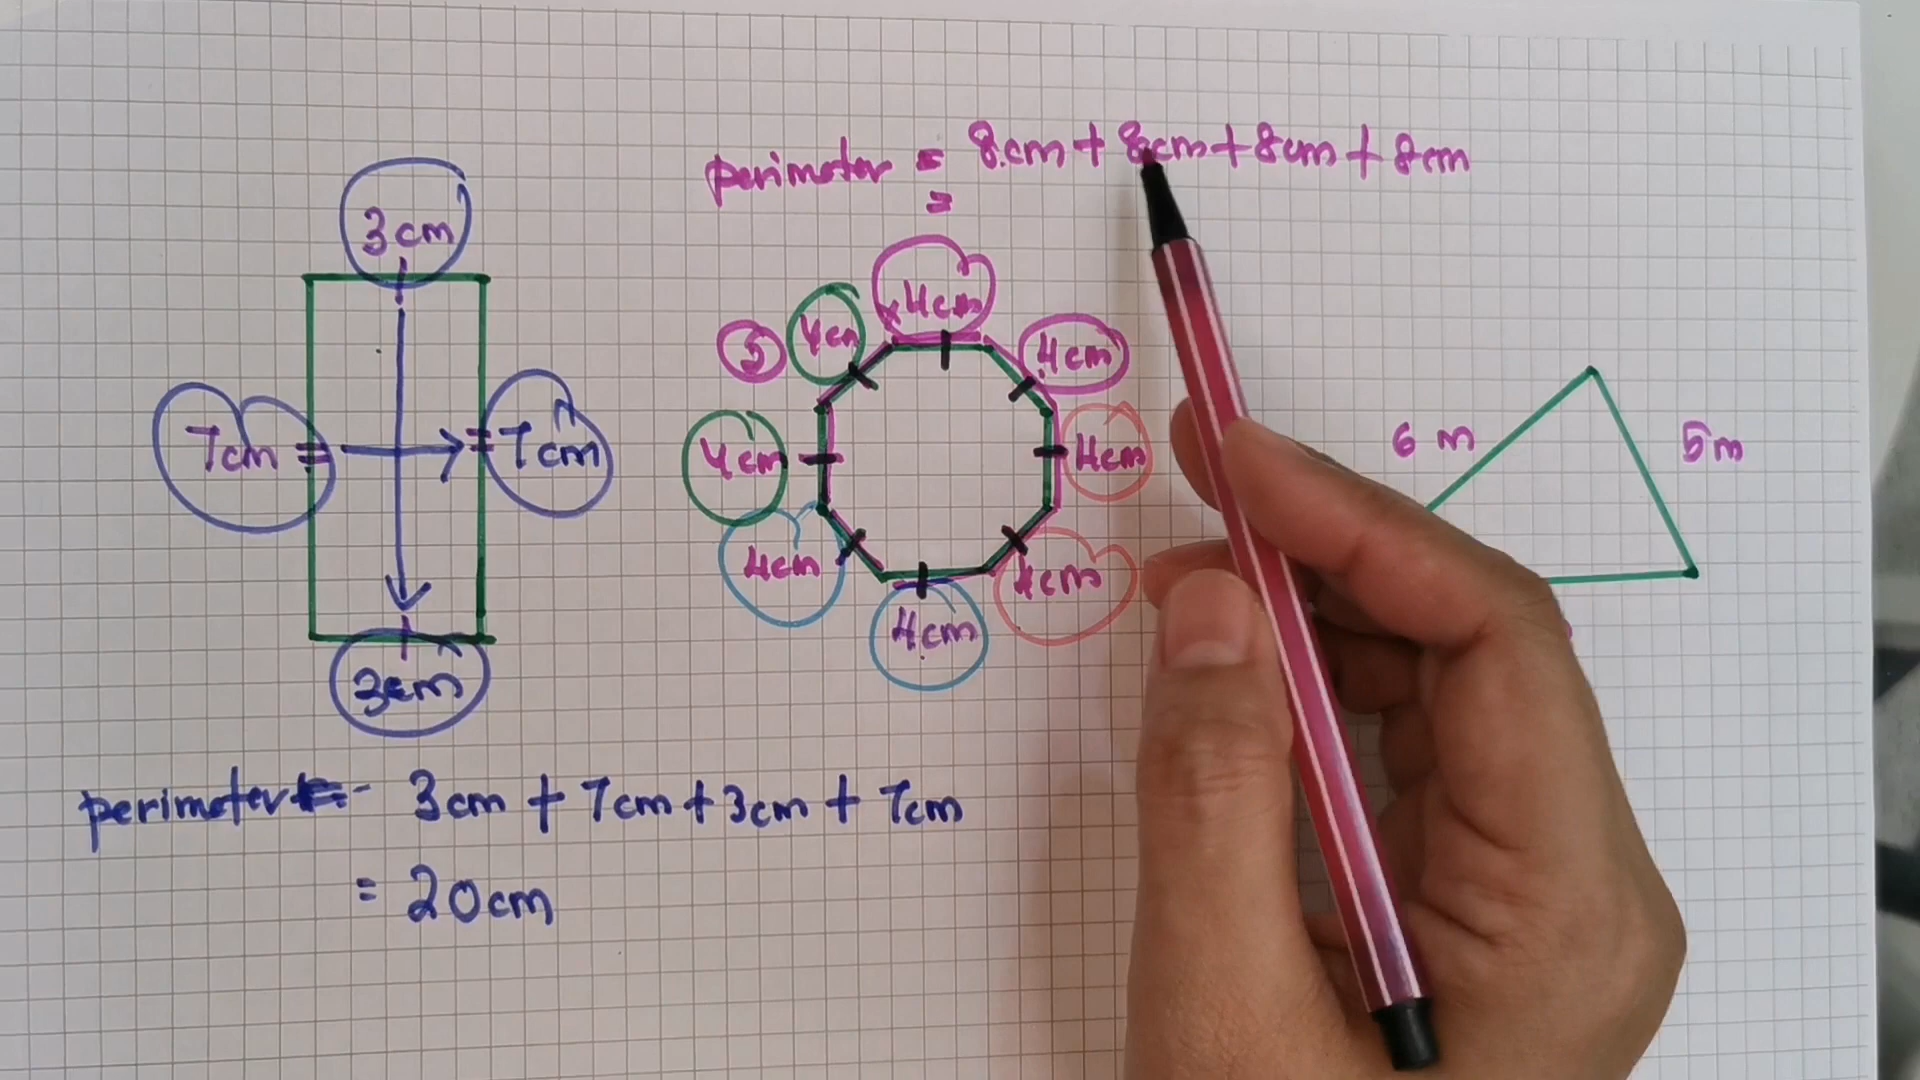 perimeter = 8cm + 8cm + 8cm + 8cm
=
3cm
4cm
4cm
4cm
5
7cm
7cm
4cm
4cm
6 m
5m
4cm
4cm
4cm
3cm
perimeter = 3cm + 7cm + 3cm + 7cm
= 20cm